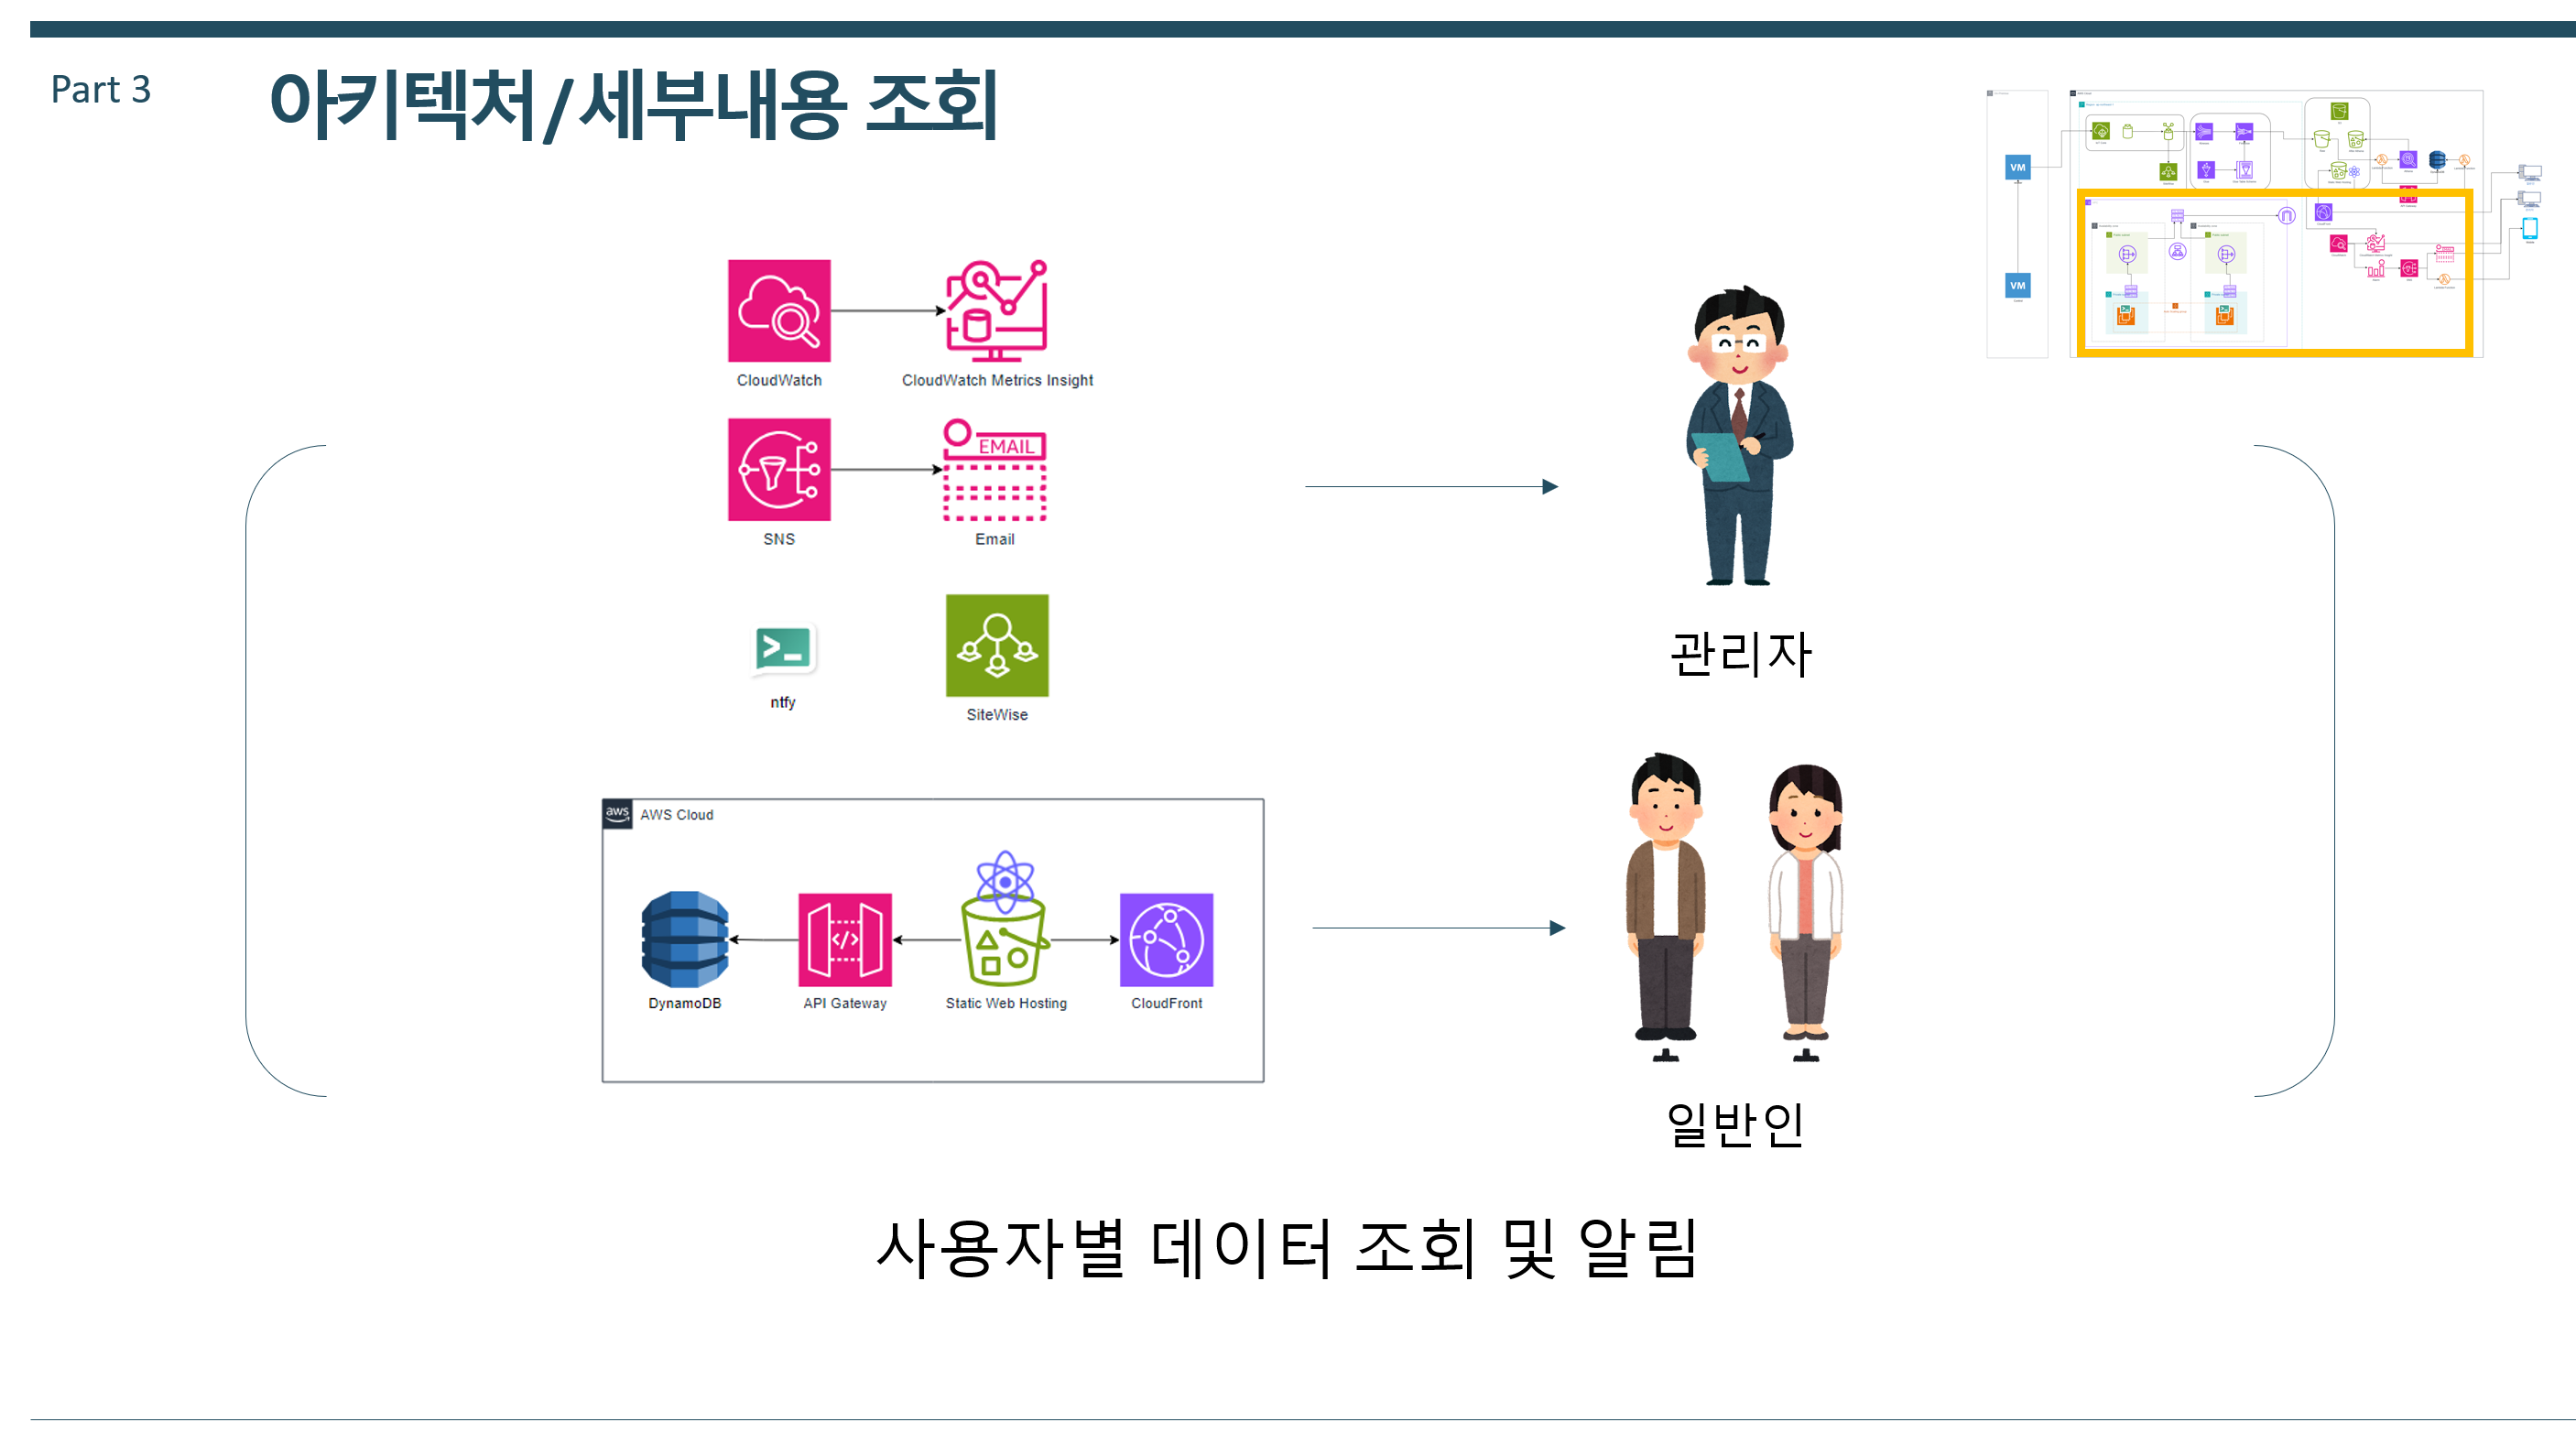 Part 3
아키텍처/세부내용 조회
VM
VM
CloudWatch
CloudWatch Metrics Insight
EMAIL
SNS
Email
ntfy
SiteWise
관리자
aws
AWS Cloud
DynamoDB
API Gateway
Static Web Hosting
CloudFront
일반인
사용자별 데이터 조회 및 알림